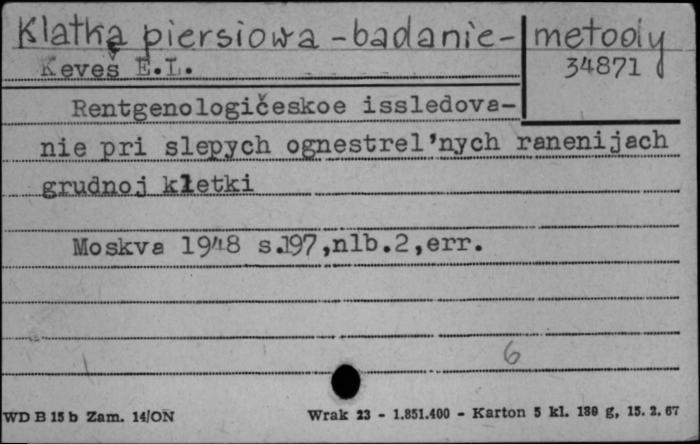 Klatka piersiowa - badanie - metody
Keveš E.L.
34871
Rentgenologičeskoe issledova-
nie pri slepych ognestrel'nych ranenijach
grudnoj kletki
Moskva 1948 s.197,nlb.2,err.
6
WD B 15 b Zam. 14/ON Wrak 23 - 1.851.400 - Karton 5 kl. 180 g, 15. 2. 67